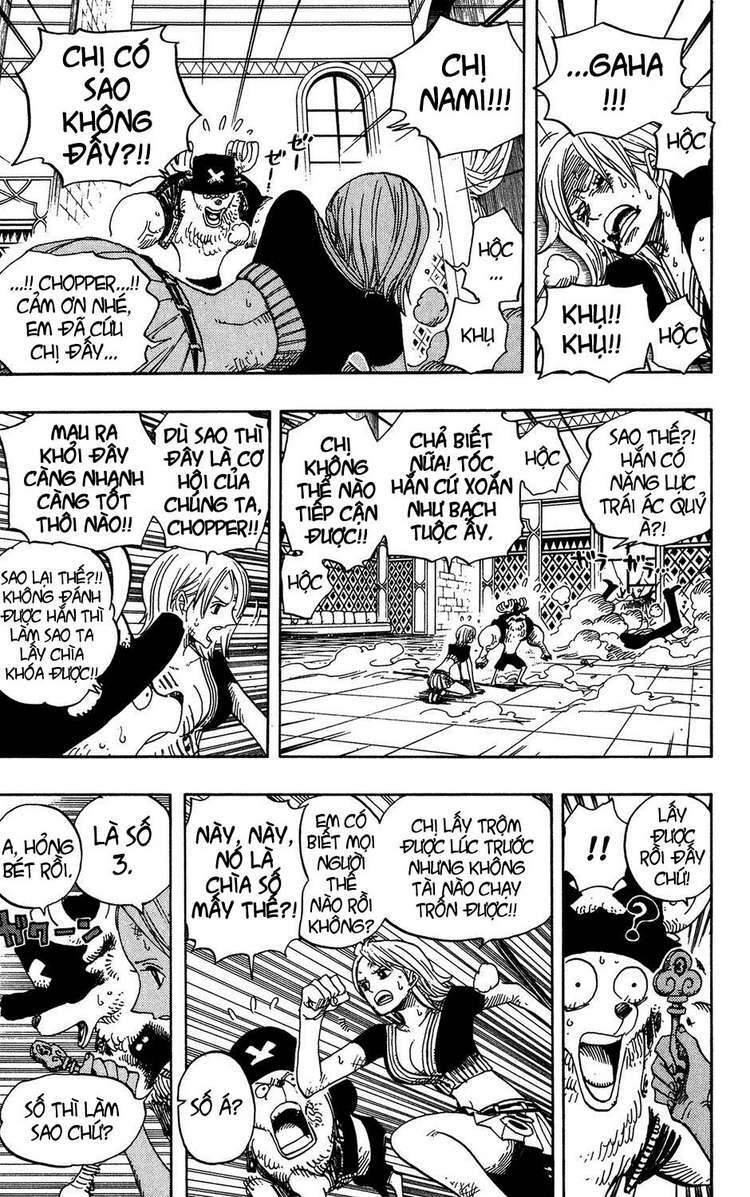 ...GAHA
!!!
HỘC
KHỤ!!
KHỤ!!
HỘC
CHỊ
NAMI!!!
CHỊ CÓ
SAO
KHÔNG
ĐẤY?!!
ゼーゼー
HỘC
...
KHỤ
...!! CHOPPER...!!
CẢM ƠN NHÉ,
EM ĐÃ CỨU
CHỊ ĐẤY...
SAO THẾ?!
HẮN CÓ
NĂNG LỰC
TRÁI ÁC QUỶ
À?!
HỘC
CHẢ BIẾT
NỮA! TÓC
HẮN CỨ XOẮN
NHƯ BẠCH
TUỘC ẤY.
CHỊ
KHÔNG
THỂ NÀO
TIẾP CẬN
ĐƯỢC!!
HỘC
DÙ SAO THÌ
ĐÂY LÀ CƠ
HỘI CỦA
CHÚNG TA,
CHOPPER!!
MAU RA
KHỎI ĐÂY
CÀNG NHANH
CÀNG TỐT
THÔI NÀO!!
SAO LẠI THẾ?!!
KHÔNG ĐÁNH
ĐƯỢC HẮN THÌ
LÀM SAO TA
LẤY CHÌA
KHÓA ĐƯỢC!!
LẤY
ĐƯỢC
RỒI ĐẤY
CHỨ!
!!
?
3
CHỊ LẤY TRỘM
ĐƯỢC LÚC TRƯỚC
NHƯNG KHÔNG
TÀI NÀO CHẠY
TRỐN ĐƯỢC!!
EM CÓ
BIẾT MỌI
NGƯỜI
THẾ
NÀO RỒI
KHÔNG?
NÀY, NÀY,
NÓ LÀ
CHÌA SỐ
MẤY THẾ?!
SỐ Á?
LÀ SỐ
3.
A, HỎNG
BÉT RỒI.
SỐ THÌ LÀM
SAO CHỨ?